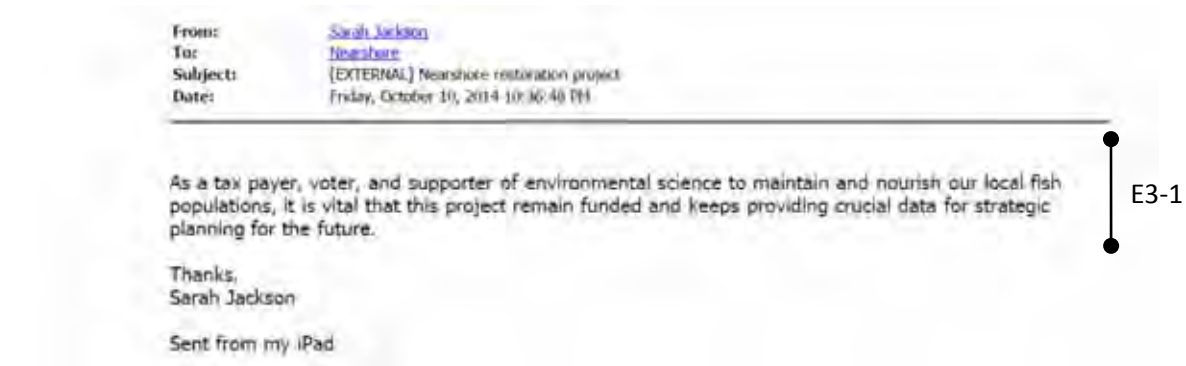 From: Sarah Jackson
To: Nearshore
Subject: [EXTERNAL] Nearshore restoration project
Date: Friday, October 10, 2014 10:36:48 PM
As a tax payer, voter, and supporter of environmental science to maintain and nourish our local fish
populations, it is vital that this project remain funded and keeps providing crucial data for strategic
planning for the future.
E3-1
Thanks,
Sarah Jackson
Sent from my iPad